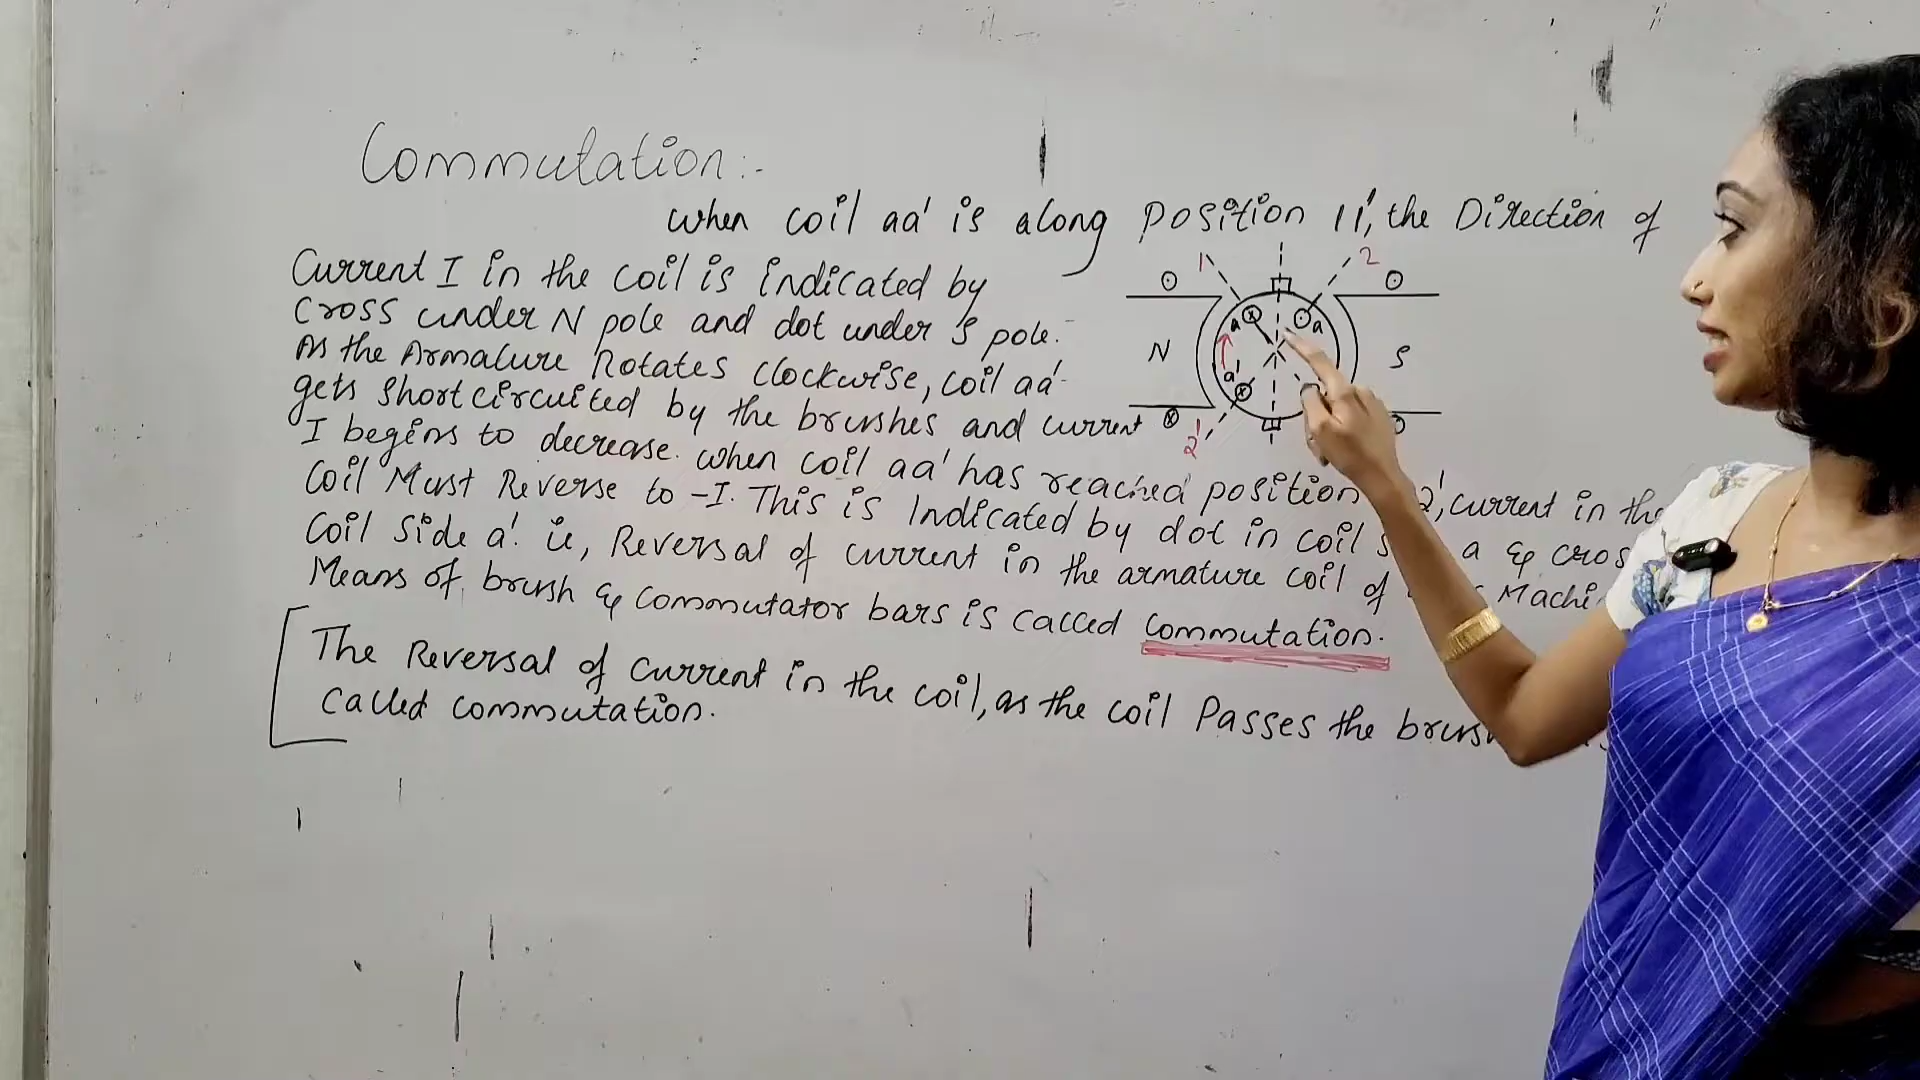 Commutation:-
When coil aa' is along Position 11', the Direction of
Current I in the coil is indicated by
Cross under N pole and dot under S pole.
As the Armature Rotates clockwise, coil aa'
gets short circuited by the brushes and current
I begins to decrease. When coil aa' has reached position 2', current in the
Coil Must Reverse to -I. This is Indicated by dot in coil a & cros
Coil Side a'. ie, Reversal of current in the armature coil of Machi
Means of brush & commutator bars is called Commutation.
The Reversal of current in the coil, as the coil Passes the brush
Called commutation.
1 2
N a a S
a'
2'